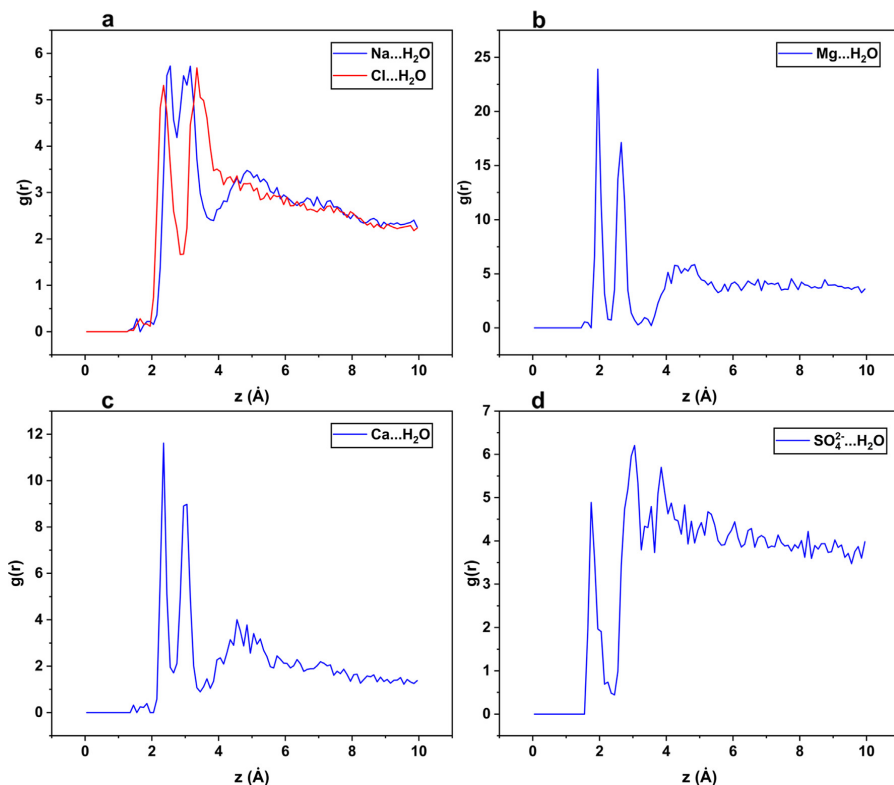 a
Na...H₂O
Cl...H₂O
g(r)
6
5
4
3
2
1
0
0 2 4 6 8 10
z (Å)
b
Mg...H₂O
g(r)
25
20
15
10
5
0
0 2 4 6 8 10
z (Å)
c
Ca...H₂O
g(r)
12
10
8
6
4
2
0
0 2 4 6 8 10
z (Å)
d
SO₄²⁻...H₂O
g(r)
7
6
5
4
3
2
1
0
0 2 4 6 8 10
z (Å)